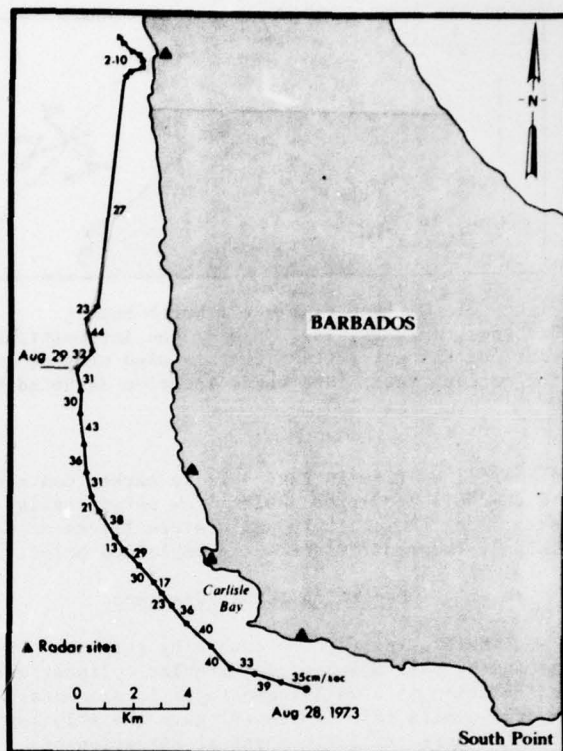 2-10
N
27
BARBADOS
23
44
Aug 29
32
31
30
43
36
31
21
38
13
29
30
17
23
36
Carlisle
Bay
40
▲ Radar sites
40
33
35cm/sec
39
0 2 4
Km
Aug 28, 1973
South Point